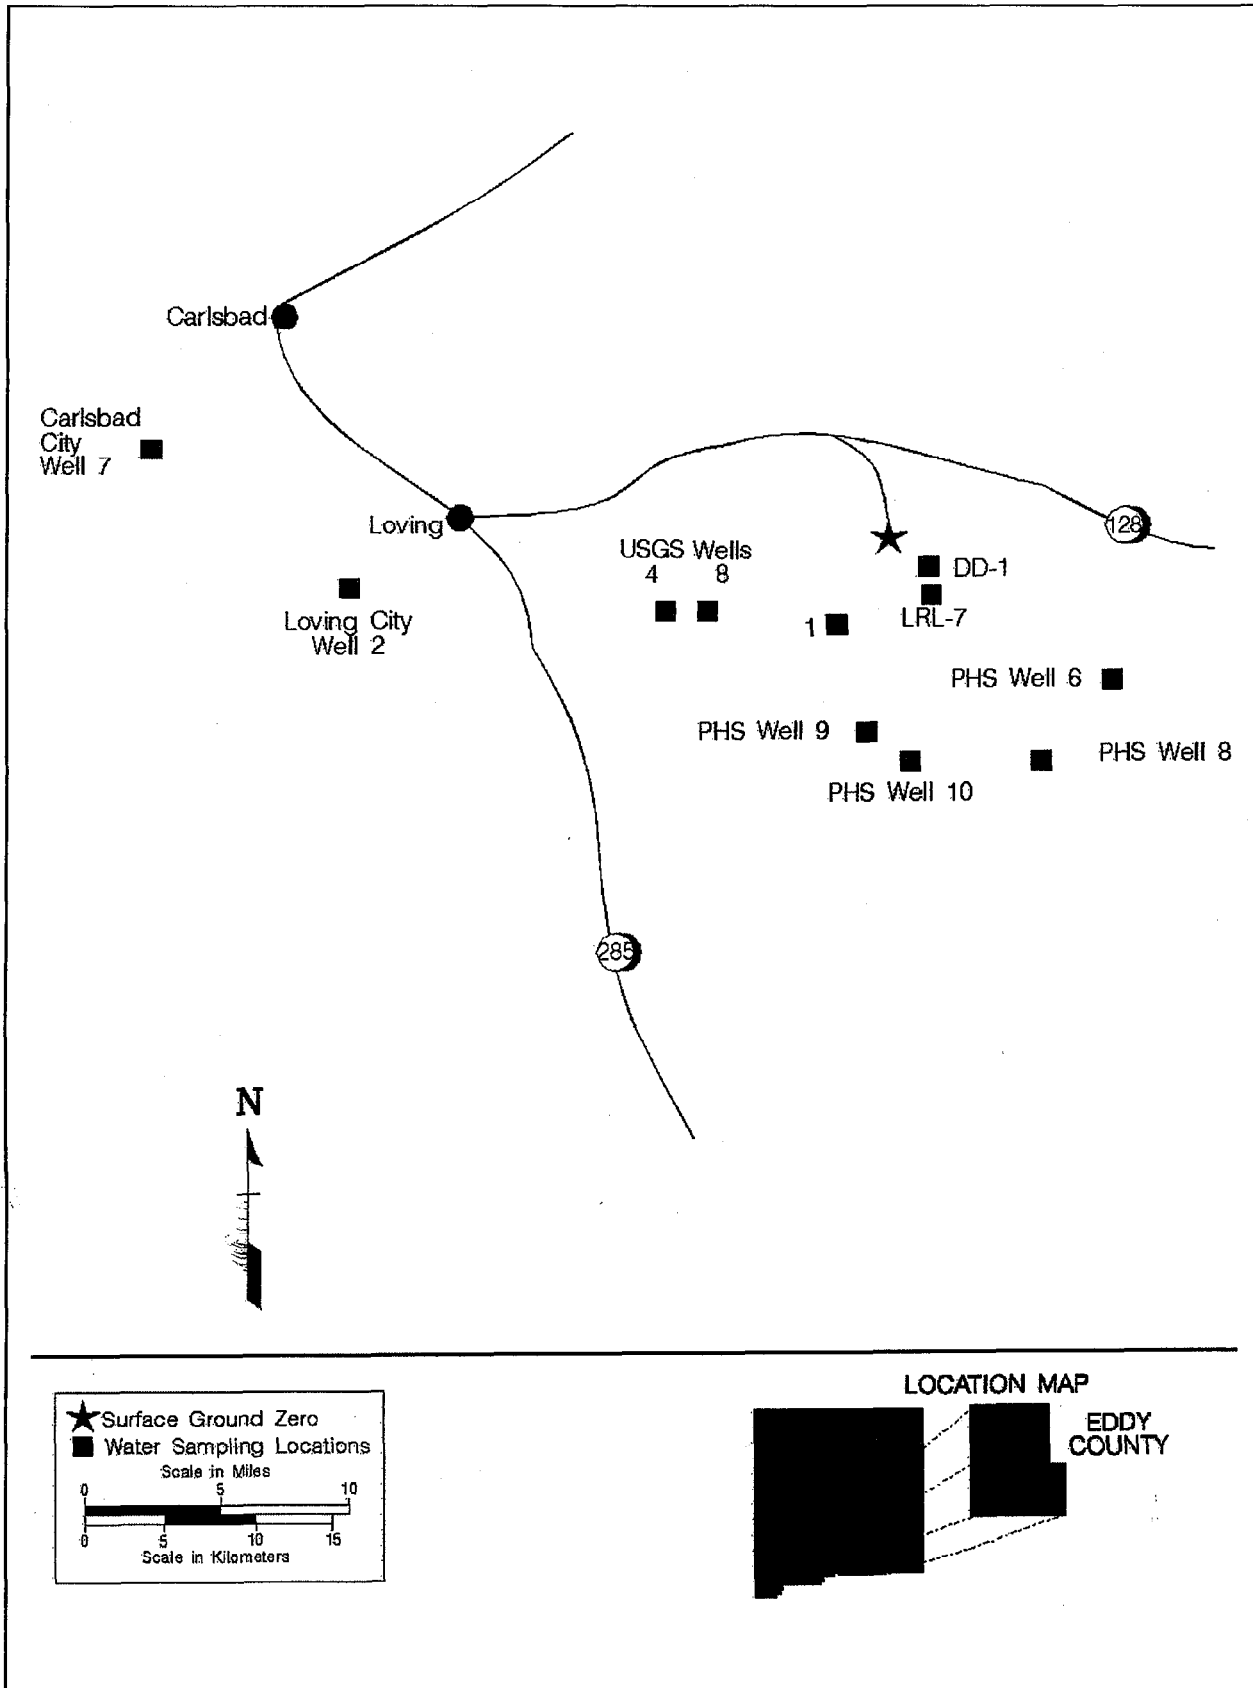 Carlsbad
Carlsbad
City
Well 7
Loving
128
USGS Wells
4 8
DD-1
LRL-7
1
Loving City
Well 2
PHS Well 6
PHS Well 9
PHS Well 8
PHS Well 10
285
N
LOCATION MAP
EDDY
COUNTY
Surface Ground Zero
Water Sampling Locations
Scale in Miles
0 5 10
0 5 10 15
Scale in Kilometers